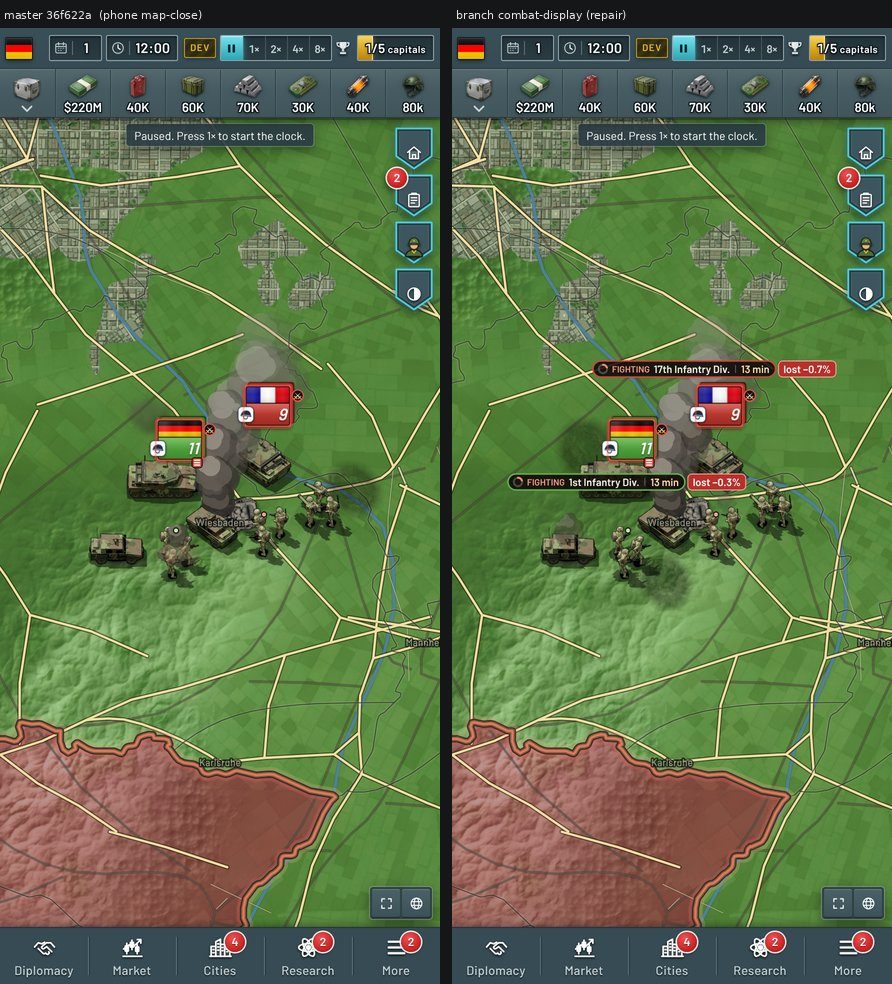 master 36f622a (phone map-close)
1
12:00
DEV
1×
2×
4×
8×
1/5 capitals
$220M
40K
60K
70K
30K
40K
80k
Paused. Press 1× to start the clock.
2
9
11
Wiesbaden
Mannhe
Karlsruhe
Diplomacy
Market
4
Cities
2
Research
2
More
branch combat-display (repair)
1
12:00
DEV
1×
2×
4×
8×
1/5 capitals
$220M
40K
60K
70K
30K
40K
80k
Paused. Press 1× to start the clock.
2
FIGHTING 17th Infantry Div. 13 min lost −0.7%
9
11
FIGHTING 1st Infantry Div. 13 min lost −0.3%
Wiesbaden
Mannhe
Karlsruhe
Diplomacy
Market
4
Cities
2
Research
2
More